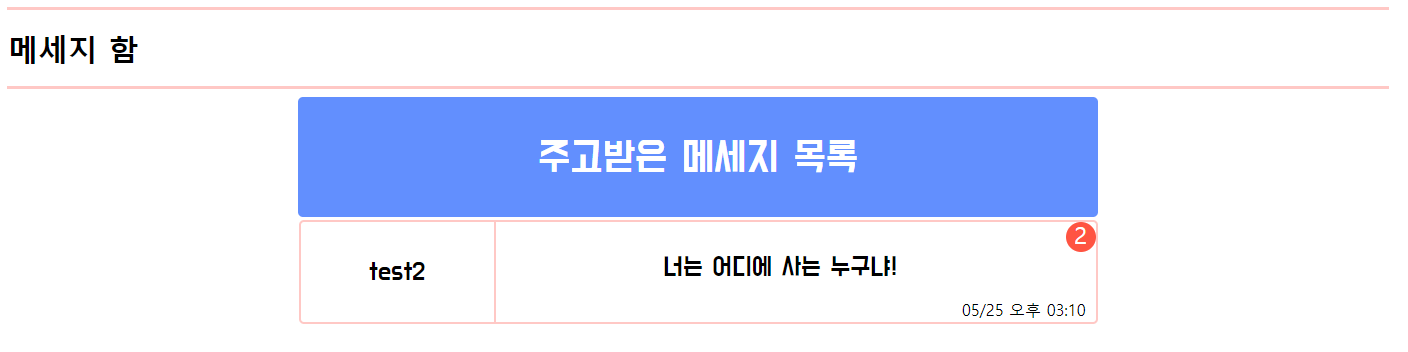 메세지 함
주고받은 메세지 목록
2
test2
너는 어디에 사는 누구냐!
05/25 오후 03:10